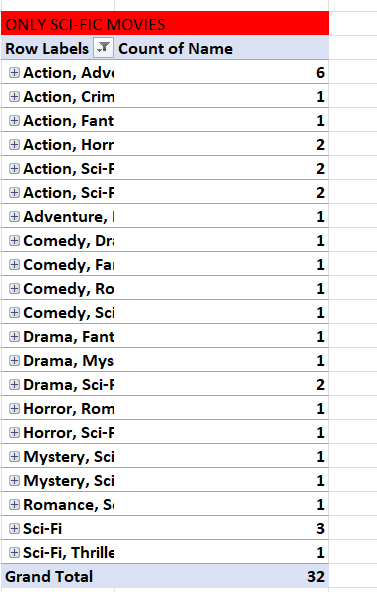 ONLY SCI-FIC MOVIES
Row Labels Count of Name
Action, Adve 6
Action, Crim 1
Action, Fant 1
Action, Horr 2
Action, Sci-F 2
Action, Sci-F 2
Adventure, 1
Comedy, Dra 1
Comedy, Fa 1
Comedy, Ro 1
Comedy, Sci 1
Drama, Fant 1
Drama, Mys 1
Drama, Sci-F 2
Horror, Rom 1
Horror, Sci-F 1
Mystery, Sci 1
Mystery, Sci 1
Romance, S 1
Sci-Fi 3
Sci-Fi, Thrille 1
Grand Total 32